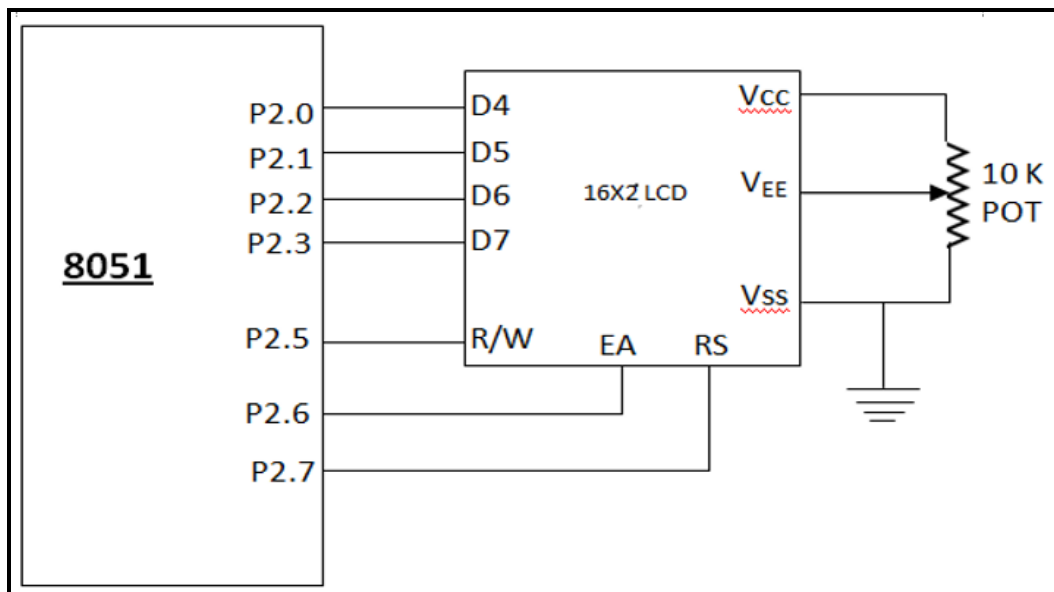 P2.0
P2.1
P2.2
P2.3
8051
P2.5
P2.6
P2.7
D4
D5
D6
D7
R/W
EA
RS
16X2 LCD
Vcc
VEE
Vss
10 K
POT